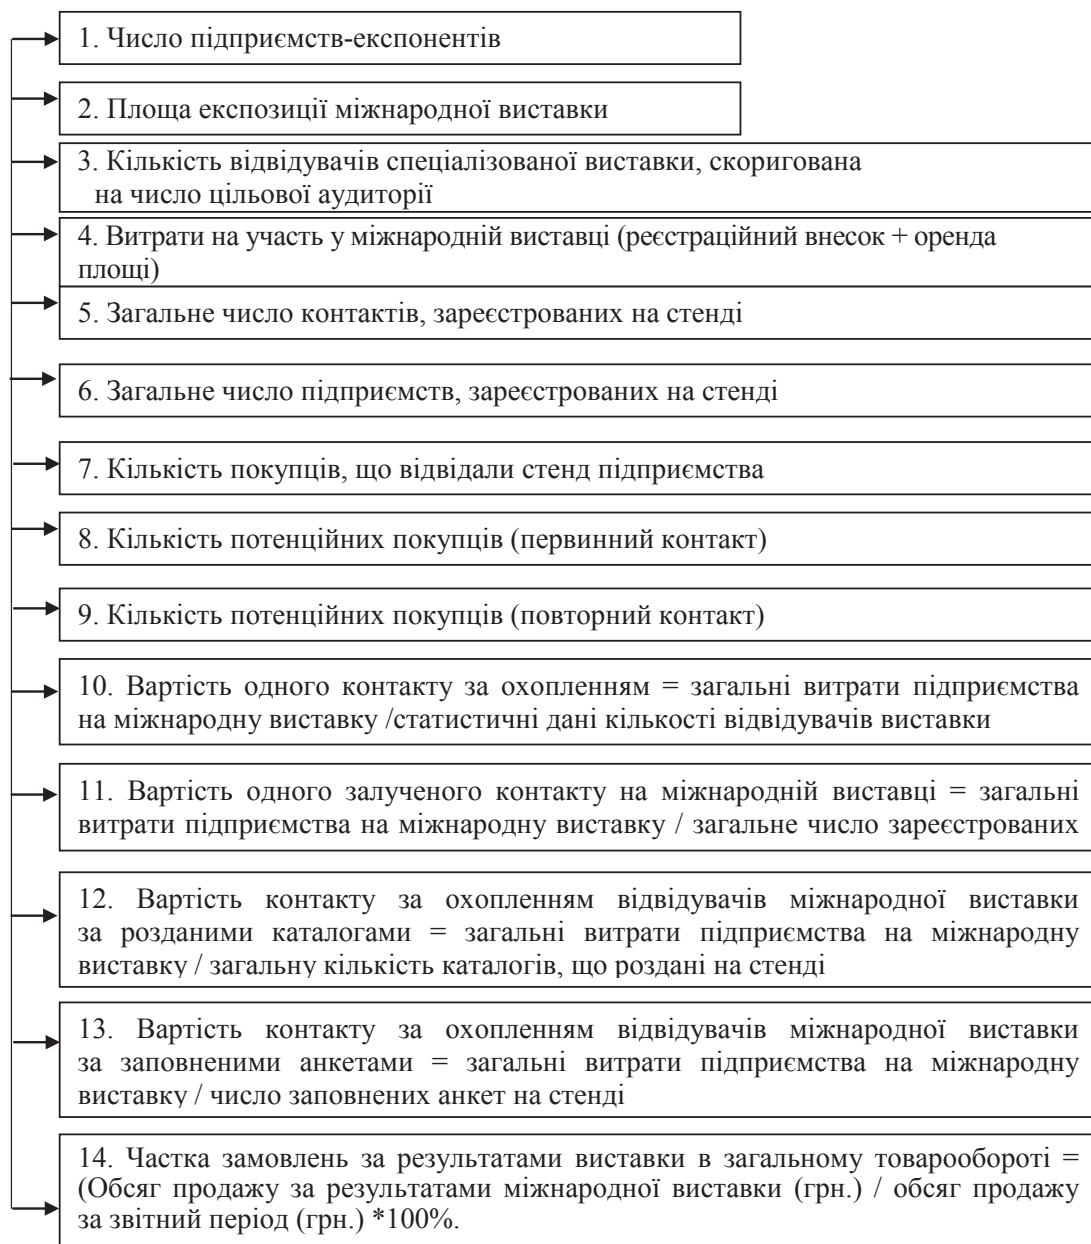 1. Число підприємств-експонентів
2. Площа експозиції міжнародної виставки
3. Кількість відвідувачів спеціалізованої виставки, скоригована
на число цільової аудиторії
4. Витрати на участь у міжнародній виставці (реєстраційний внесок + оренда
площі)
5. Загальне число контактів, зареєстрованих на стенді
6. Загальне число підприємств, зареєстрованих на стенді
7. Кількість покупців, що відвідали стенд підприємства
8. Кількість потенційних покупців (первинний контакт)
9. Кількість потенційних покупців (повторний контакт)
10. Вартість одного контакту за охопленням = загальні витрати підприємства
на міжнародну виставку /статистичні дані кількості відвідувачів виставки
11. Вартість одного залученого контакту на міжнародній виставці = загальні
витрати підприємства на міжнародну виставку / загальне число зареєстрованих
12. Вартість контакту за охопленням відвідувачів міжнародної виставки
за розданими каталогами = загальні витрати підприємства на міжнародну
виставку / загальну кількість каталогів, що роздані на стенді
13. Вартість контакту за охопленням відвідувачів міжнародної виставки
за заповненими анкетами = загальні витрати підприємства на міжнародну
виставку / число заповнених анкет на стенді
14. Частка замовлень за результатами виставки в загальному товарообороті =
(Обсяг продажу за результатами міжнародної виставки (грн.) / обсяг продажу
за звітний період (грн.) *100%.